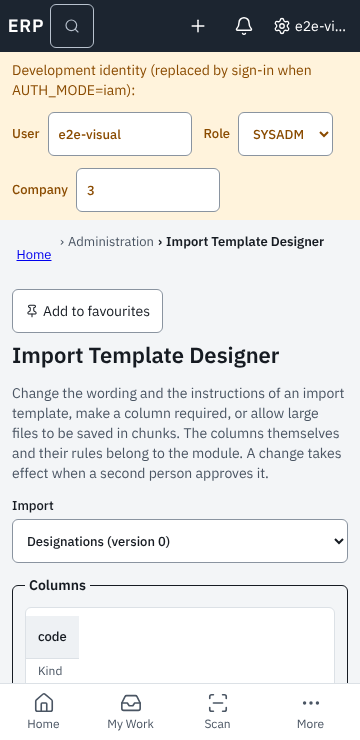 ERP
e2e-vi...
Development identity (replaced by sign-in when
AUTH_MODE=iam):
User e2e-visual Role SYSADM
Company 3
Home › Administration › Import Template Designer
Add to favourites
Import Template Designer
Change the wording and the instructions of an import
template, make a column required, or allow large
files to be saved in chunks. The columns themselves
and their rules belong to the module. A change takes
effect when a second person approves it.
Import
Designations (version 0)
Columns
code
Kind
Home My Work Scan More